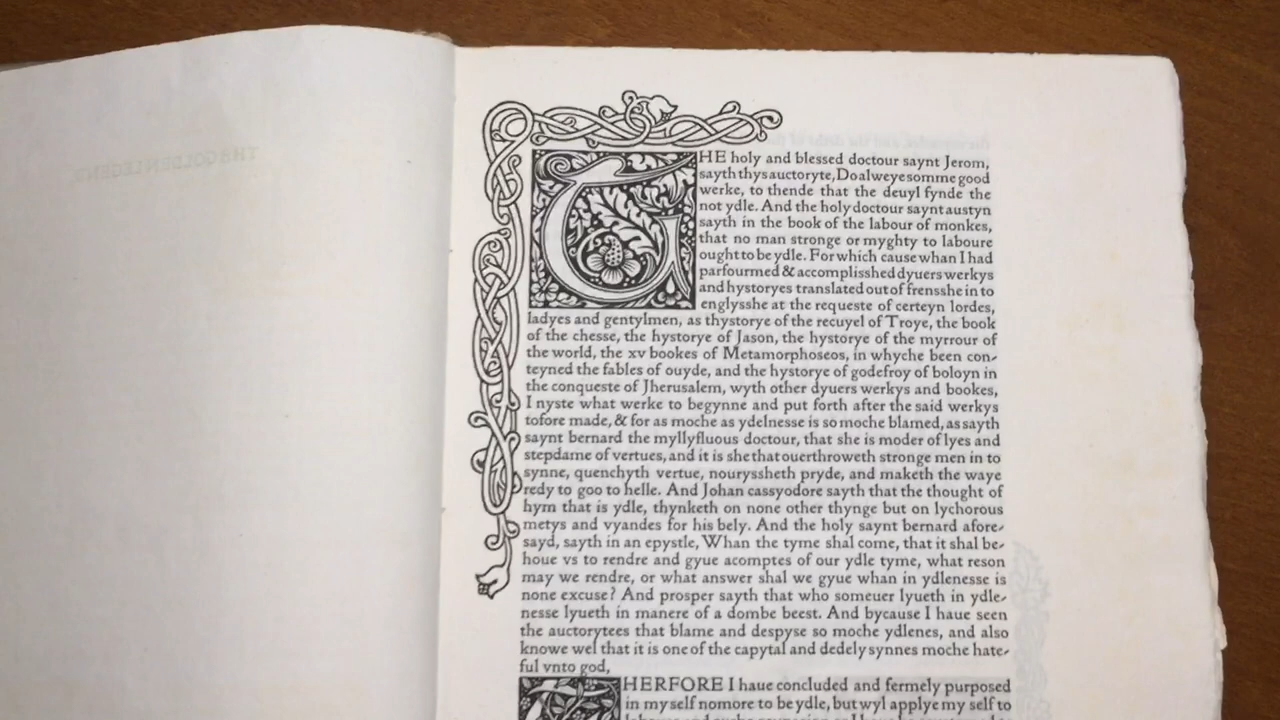 THE GOLDEN LEGEND
THE holy and blessed doctour saynt Jerom,
sayth thys auctoryte, Do alweye somme good
werke, to thende that the deuyl fynde the
not ydle. And the holy doctour saynt austyn
sayth in the book of the labour of monkes,
that no man stronge or myghty to laboure
ought to be ydle. For which cause whan I had
parfourmed & accomplisshed dyuers werkys
and hystoryes translated out of frensshe in to
englysshe at the requeste of certeyn lordes,
ladyes and gentylmen, as thystorye of the recuyel of Troye, the book
of the chesse, the hystorye of Jason, the hystorye of the myrrour of
the world, the xv bookes of Metamorphoseos, in whyche been con-
teyned the fables of ouyde, and the hystorye of godefroy of boloyn in
the conqueste of Jherusalem, wyth other dyuers werkys and bookes,
I nyste what werke to begynne and put forth after the said werkys
tofore made, & for as moche as ydelnesse is so moche blamed, as sayth
saynt bernard the myllyfluous doctour, that she is moder of lyes and
stepdame of vertues, and it is she that ouerthroweth stronge men in to
synne, quenchyth vertue, nouryssheth pryde, and maketh the waye
redy to goo to helle. And Johan cassyodore sayth that the thought of
hym that is ydle, thynketh on none other thynge but on lychorous
metys and vyandes for his bely. And the holy saynt bernard afore-
sayd, sayth in an epystle, Whan the tyme shal come, that it shal be-
houe vs to rendre and gyue acomptes of our ydle tyme, what reson
may we rendre, or what answer shal we gyue whan in ydlenesse is
none excuse? And prosper sayth that who someuer lyueth in ydle-
nesse lyueth in manere of a dombe beest. And bycause I haue seen
the auctorytees that blame and despyse so moche ydlenes, and also
knowe wel that it is one of the capytal and dedely synnes moche hate-
ful vnto god,
THERFORE I haue concluded and fermely purposed
in my self nomore to be ydle, but wyl applye my self to